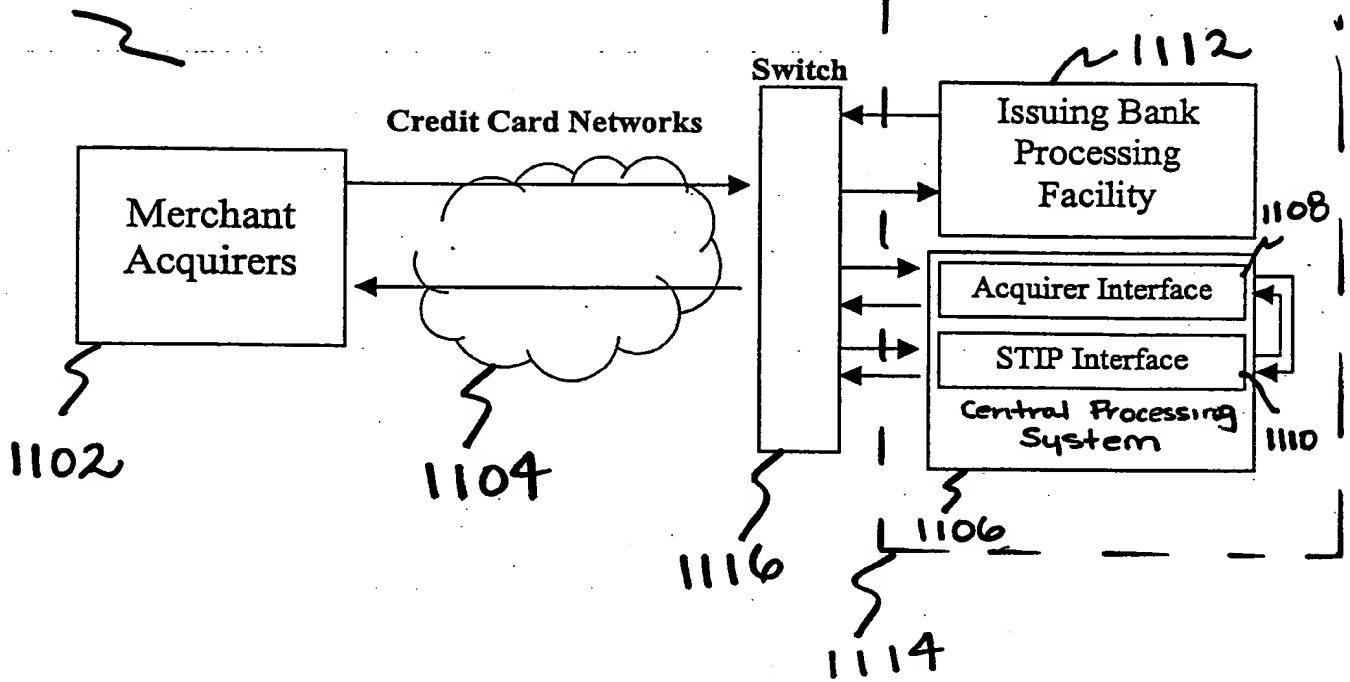 1112
Switch
Credit Card Networks
Issuing Bank
Processing
Facility
1108
Merchant
Acquirers
Acquirer Interface
STIP Interface
Central Processing
System
1110
1102
1104
1106
1116
1114